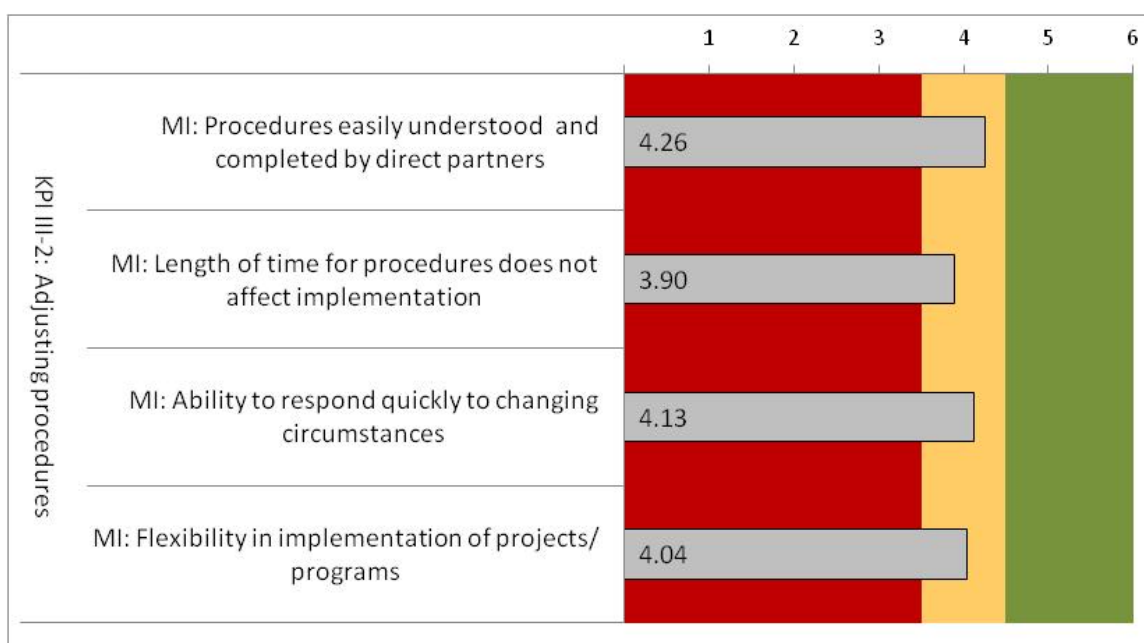 1 2 3 4 5 6
KPI III-2: Adjusting procedures
MI: Procedures easily understood and
completed by direct partners
4.26
MI: Length of time for procedures does not
affect implementation
3.90
MI: Ability to respond quickly to changing
circumstances
4.13
MI: Flexibility in implementation of projects/
programs
4.04